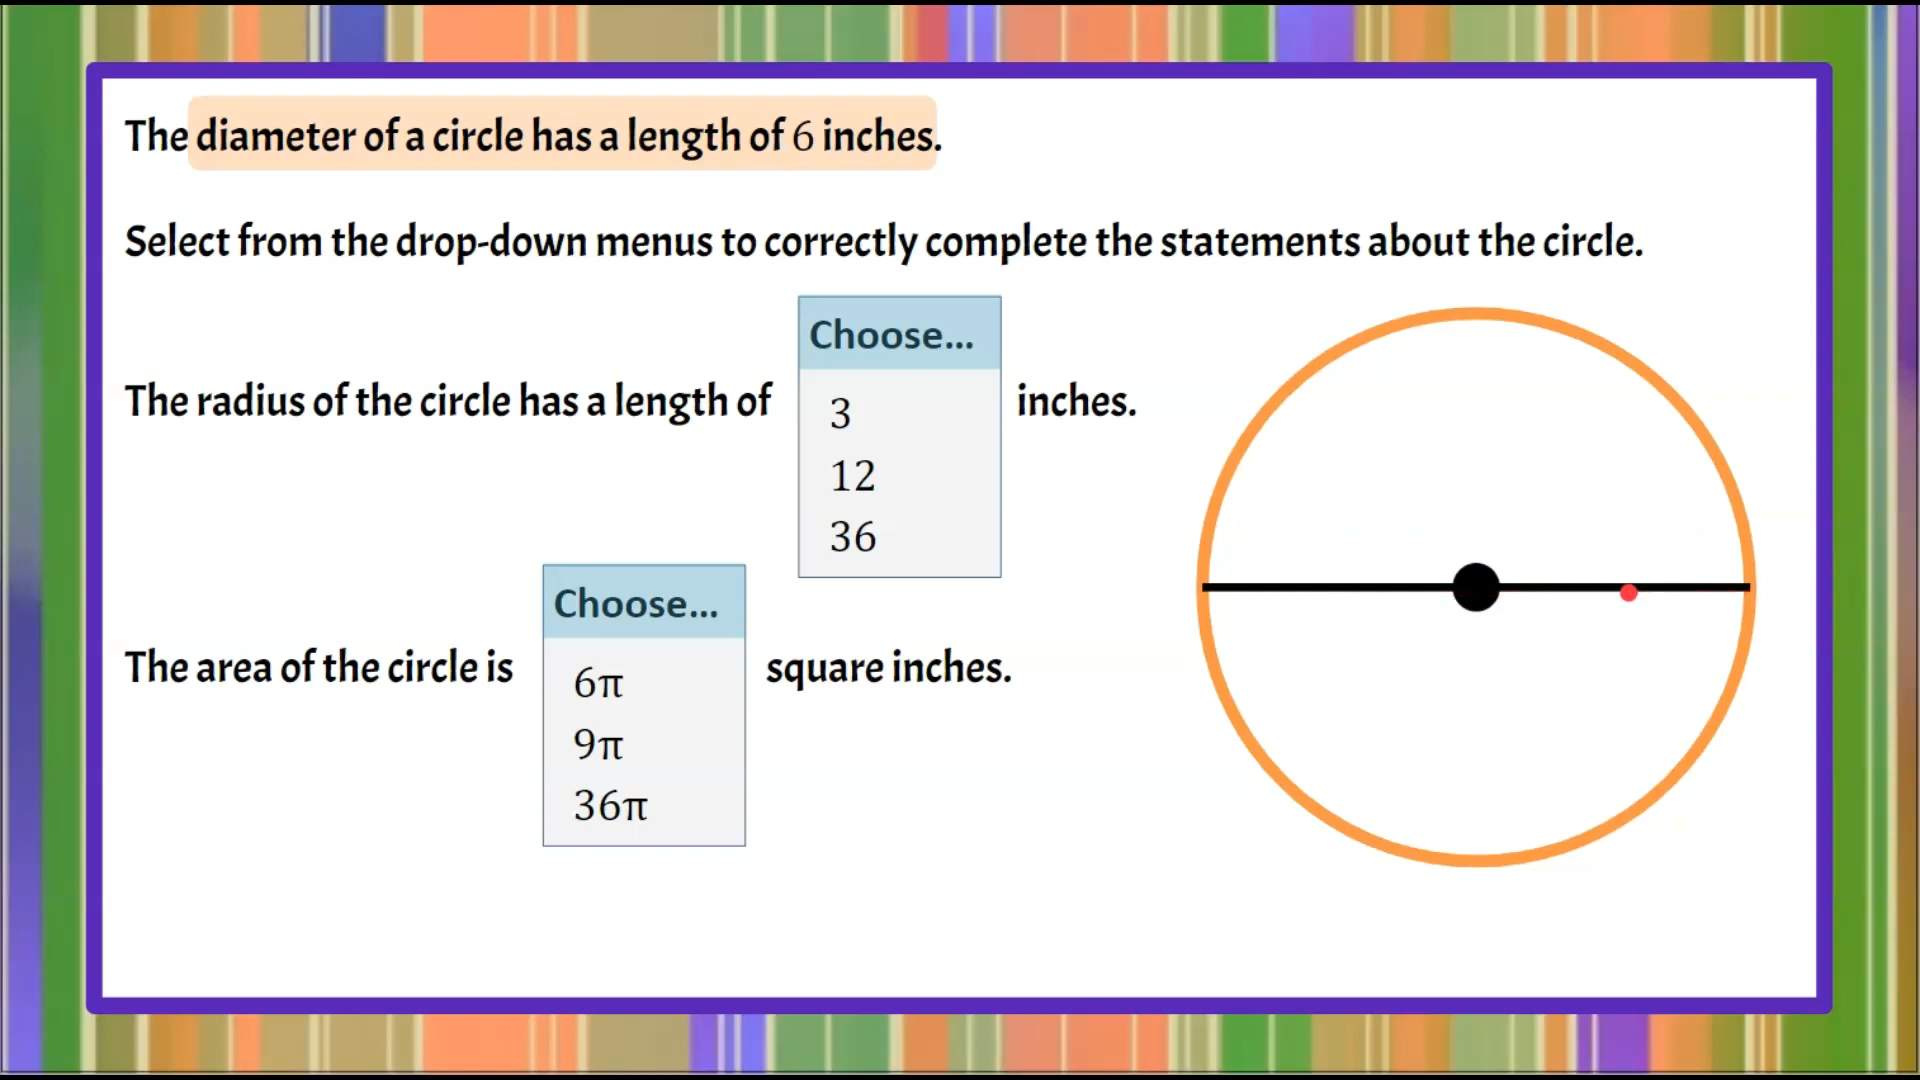 The diameter of a circle has a length of 6 inches.
Select from the drop-down menus to correctly complete the statements about the circle.
Choose...
The radius of the circle has a length of
3
12
36
inches.
Choose...
The area of the circle is
6π
9π
36π
square inches.